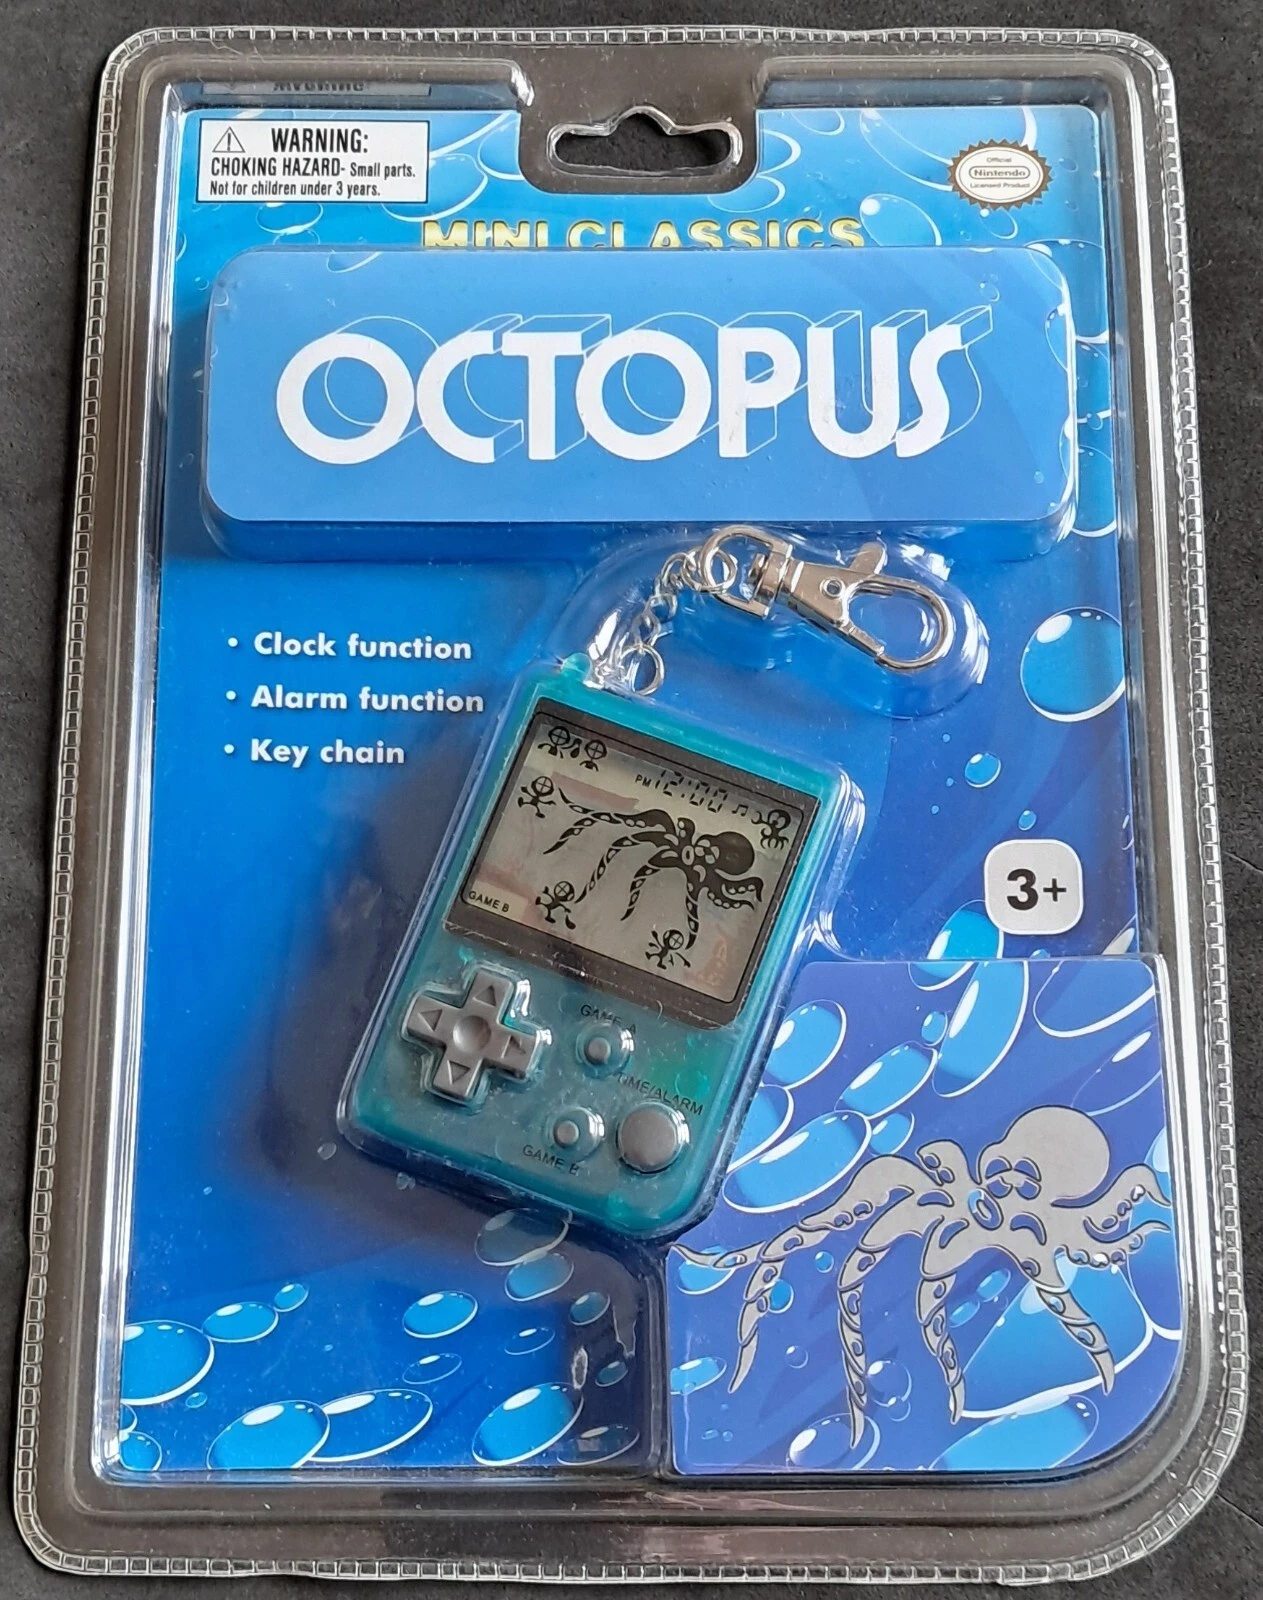 WARNING:
CHOKING HAZARD- Small parts.
Not for children under 3 years.
Official
Nintendo
Licensed Product
MINI CLASSICS
OCTOPUS
• Clock function
• Alarm function
• Key chain
PM 12:00
GAME B
3+
GAME A
TIME/ALARM
GAME B